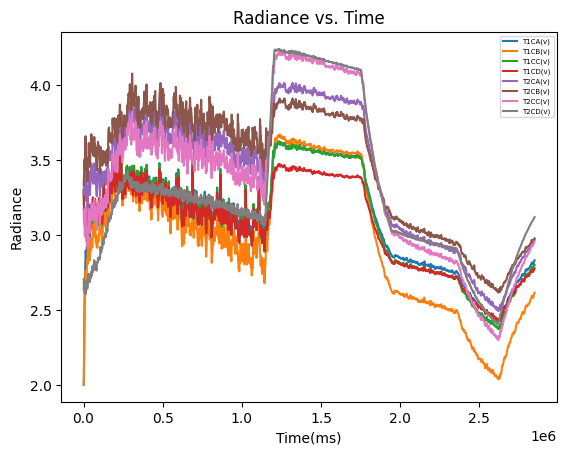 Radiance vs. Time
T1CA(v)
T1CB(v)
T1CC(v)
T1CD(v)
T2CA(v)
T2CB(v)
T2CC(v)
T2CD(v)
Radiance
4.0
3.5
3.0
2.5
2.0
0.0 0.5 1.0 1.5 2.0 2.5
1e6
Time(ms)